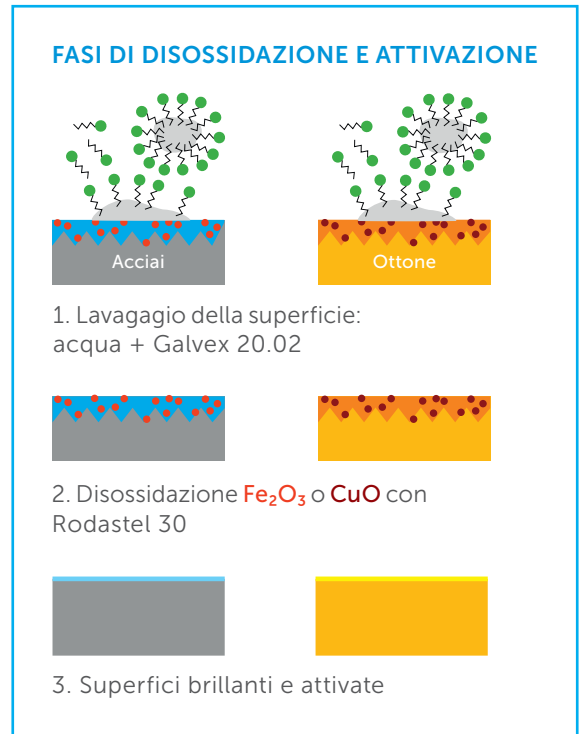 FASI DI DISOSSIDAZIONE E ATTIVAZIONE
Acciai
Ottone
1. Lavagagio della superficie:
acqua + Galvex 20.02
2. Disossidazione Fe₂O₃ o CuO con
Rodastel 30
3. Superfici brillanti e attivate